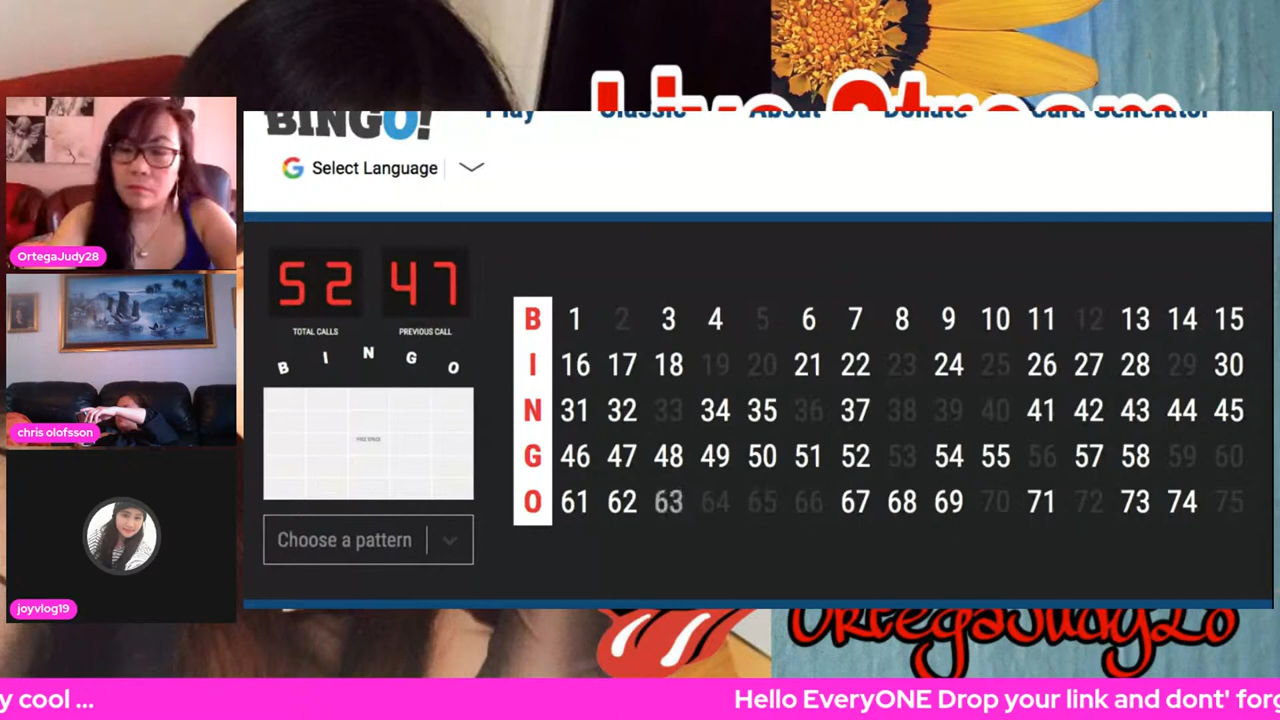 Live Stream
BINGO!
Play
Classic
About
Donate
Card Generator
Select Language
OrtegaJudy28
52
47
TOTAL CALLS
PREVIOUS CALL
B I N G O
FREE SPACE
Choose a pattern
B 1 2 3 4 5 6 7 8 9 10 11 12 13 14 15
I 16 17 18 19 20 21 22 23 24 25 26 27 28 29 30
N 31 32 33 34 35 36 37 38 39 40 41 42 43 44 45
G 46 47 48 49 50 51 52 53 54 55 56 57 58 59 60
O 61 62 63 64 65 66 67 68 69 70 71 72 73 74 75
chris olofsson
joyvlog19
OrtegaJudy28
y cool ...
Hello EveryONE Drop your link and dont' forg